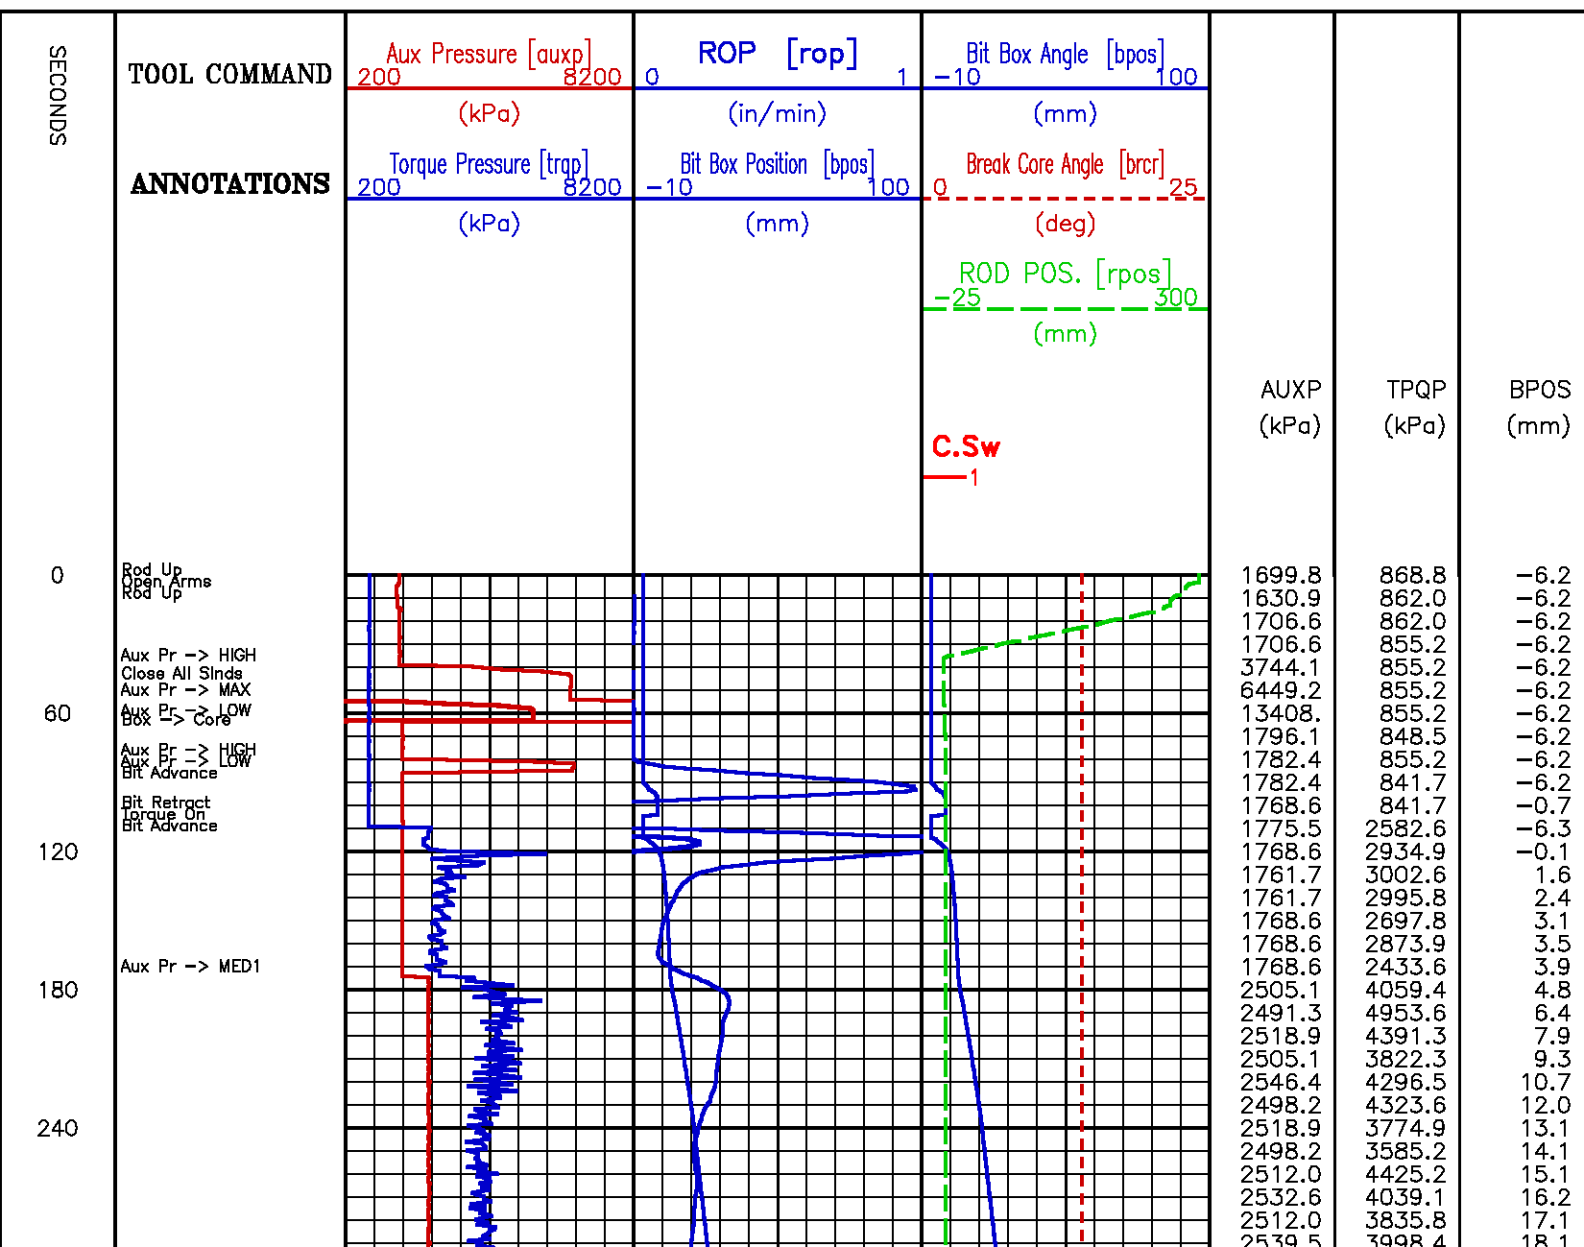 SECONDS
TOOL COMMAND
ANNOTATIONS
Aux Pressure [auxp]
200 8200
(kPa)
Torque Pressure [trqp]
200 8200
(kPa)
ROP [rop]
0 1
(in/min)
Bit Box Position [bpos]
-10 100
(mm)
Bit Box Angle [bpos]
-10 100
(mm)
Break Core Angle [brcr]
0 25
(deg)
ROD POS. [rpos]
-25 300
(mm)
C.Sw
1
AUXP TPQP BPOS
(kPa) (kPa) (mm)
0
60
120
180
240
Rod Up
Open Arms
Rod Up
Aux Pr -> HIGH
Close All Slnds
Aux Pr -> MAX
Aux Pr -> LOW
Box -> Core
Aux Pr -> HIGH
Aux Pr -> LOW
Bit Advance
Bit Retract
Torque On
Bit Advance
Aux Pr -> MED1
1699.8 868.8 -6.2
1630.9 862.0 -6.2
1706.6 862.0 -6.2
1706.6 855.2 -6.2
3744.1 855.2 -6.2
6449.2 855.2 -6.2
13408. 855.2 -6.2
1796.1 848.5 -6.2
1782.4 855.2 -6.2
1782.4 841.7 -6.2
1768.6 841.7 -0.7
1775.5 2582.6 -6.3
1768.6 2934.9 -0.1
1761.7 3002.6 1.6
1761.7 2995.8 2.4
1768.6 2697.8 3.1
1768.6 2873.9 3.5
1768.6 2433.6 3.9
2505.1 4059.4 4.8
2491.3 4953.6 6.4
2518.9 4391.3 7.9
2505.1 3822.3 9.3
2546.4 4296.5 10.7
2498.2 4323.6 12.0
2518.9 3774.9 13.1
2498.2 3585.2 14.1
2512.0 4425.2 15.1
2532.6 4039.1 16.2
2512.0 3835.8 17.1
2539.5 3998.4 18.1